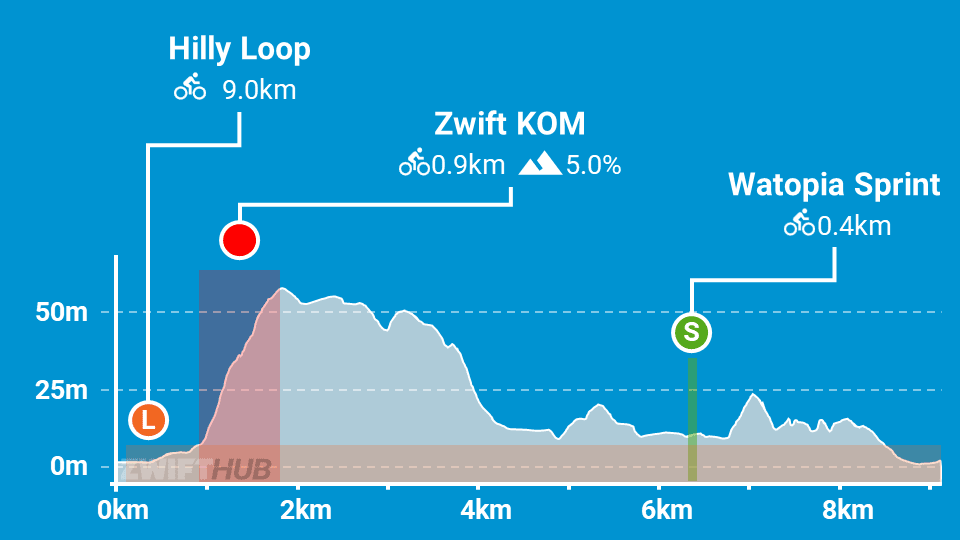 Hilly Loop
9.0km
Zwift KOM
0.9km 5.0%
Watopia Sprint
0.4km
50m
S
25m
L
0m
ZWIFTHUB
0km 2km 4km 6km 8km